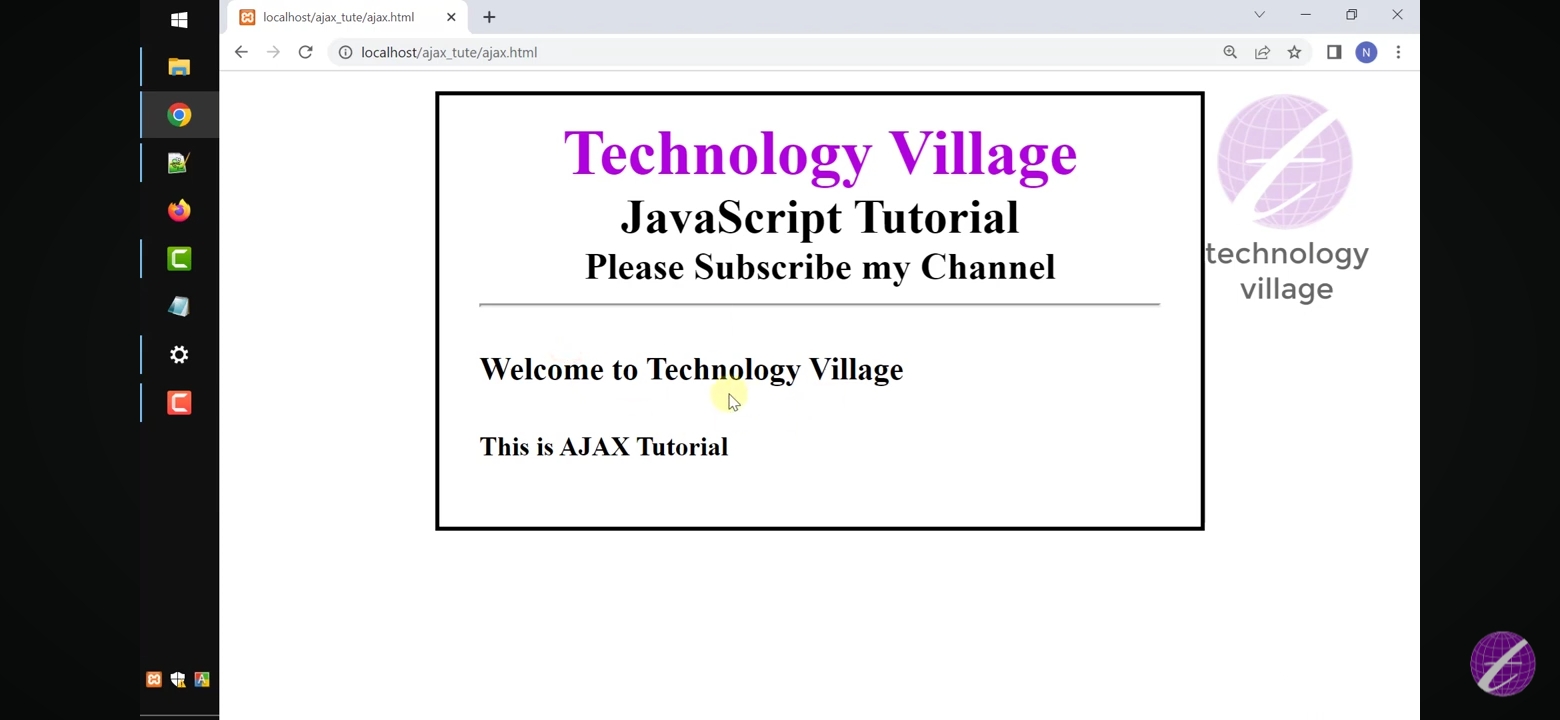 localhost/ajax_tute/ajax.html
localhost/ajax_tute/ajax.html
N
Technology Village
JavaScript Tutorial
Please Subscribe my Channel
technology
village
Welcome to Technology Village
This is AJAX Tutorial